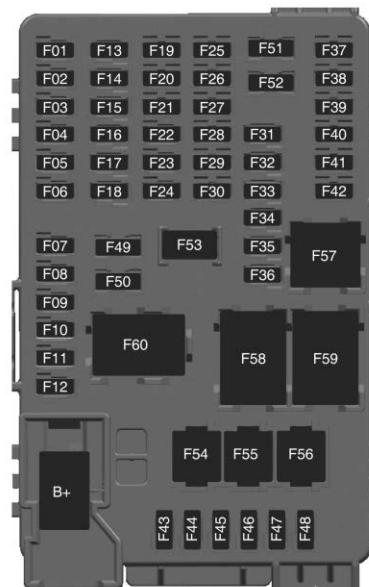 F01 F13 F19 F25 F51 F37
F02 F14 F20 F26 F52 F38
F03 F15 F21 F27 F39
F04 F16 F22 F28 F31 F40
F05 F17 F23 F29 F32 F41
F06 F18 F24 F30 F33 F42
F34
F07 F49 F53 F35 F57
F08 F50 F36
F09
F10 F60 F58 F59
F11
F12
F54 F55 F56
B+
F43 F44 F45 F46 F47 F48